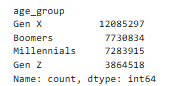 age_group
Gen X          12085297
Boomers         7730834
Millennials     7283915
Gen Z           3864518
Name: count, dtype: int64